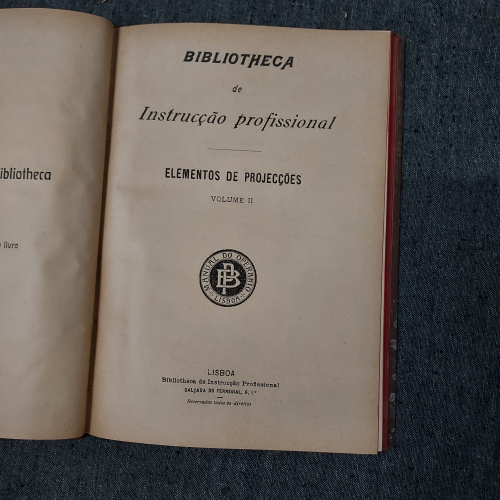 ibliotheca
livro
BIBLIOTHECA
de
Instrucção profissional
ELEMENTOS DE PROJECÇÕES
VOLUME II
MANUAL DO OPERARIO
LISBOA
LISBOA
Bibliotheca de Instrucção Profissional
CALÇADA DO FERREGIAL, 6, 1.º
Reservados todos os direitos